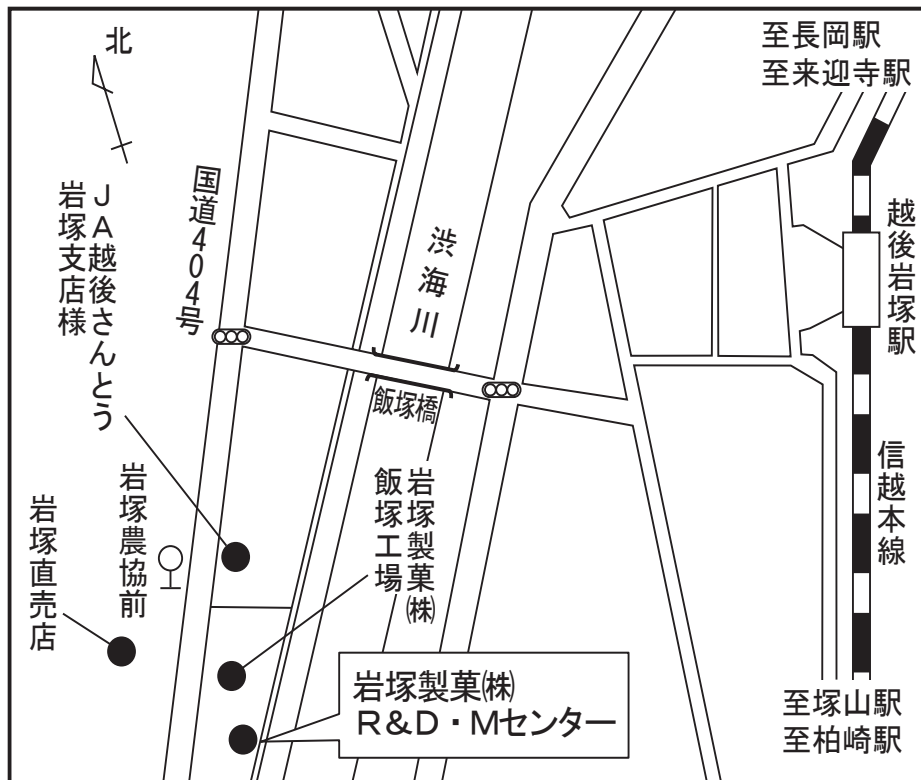 北
至長岡駅
至来迎寺駅
国道404号
渋海川
越後岩塚駅
JA越後さんとう
岩塚支店様
飯塚橋
岩塚農協前
岩塚直売店
岩塚製菓㈱
飯塚工場
信越本線
岩塚製菓㈱
R&D・Mセンター
至塚山駅
至柏崎駅